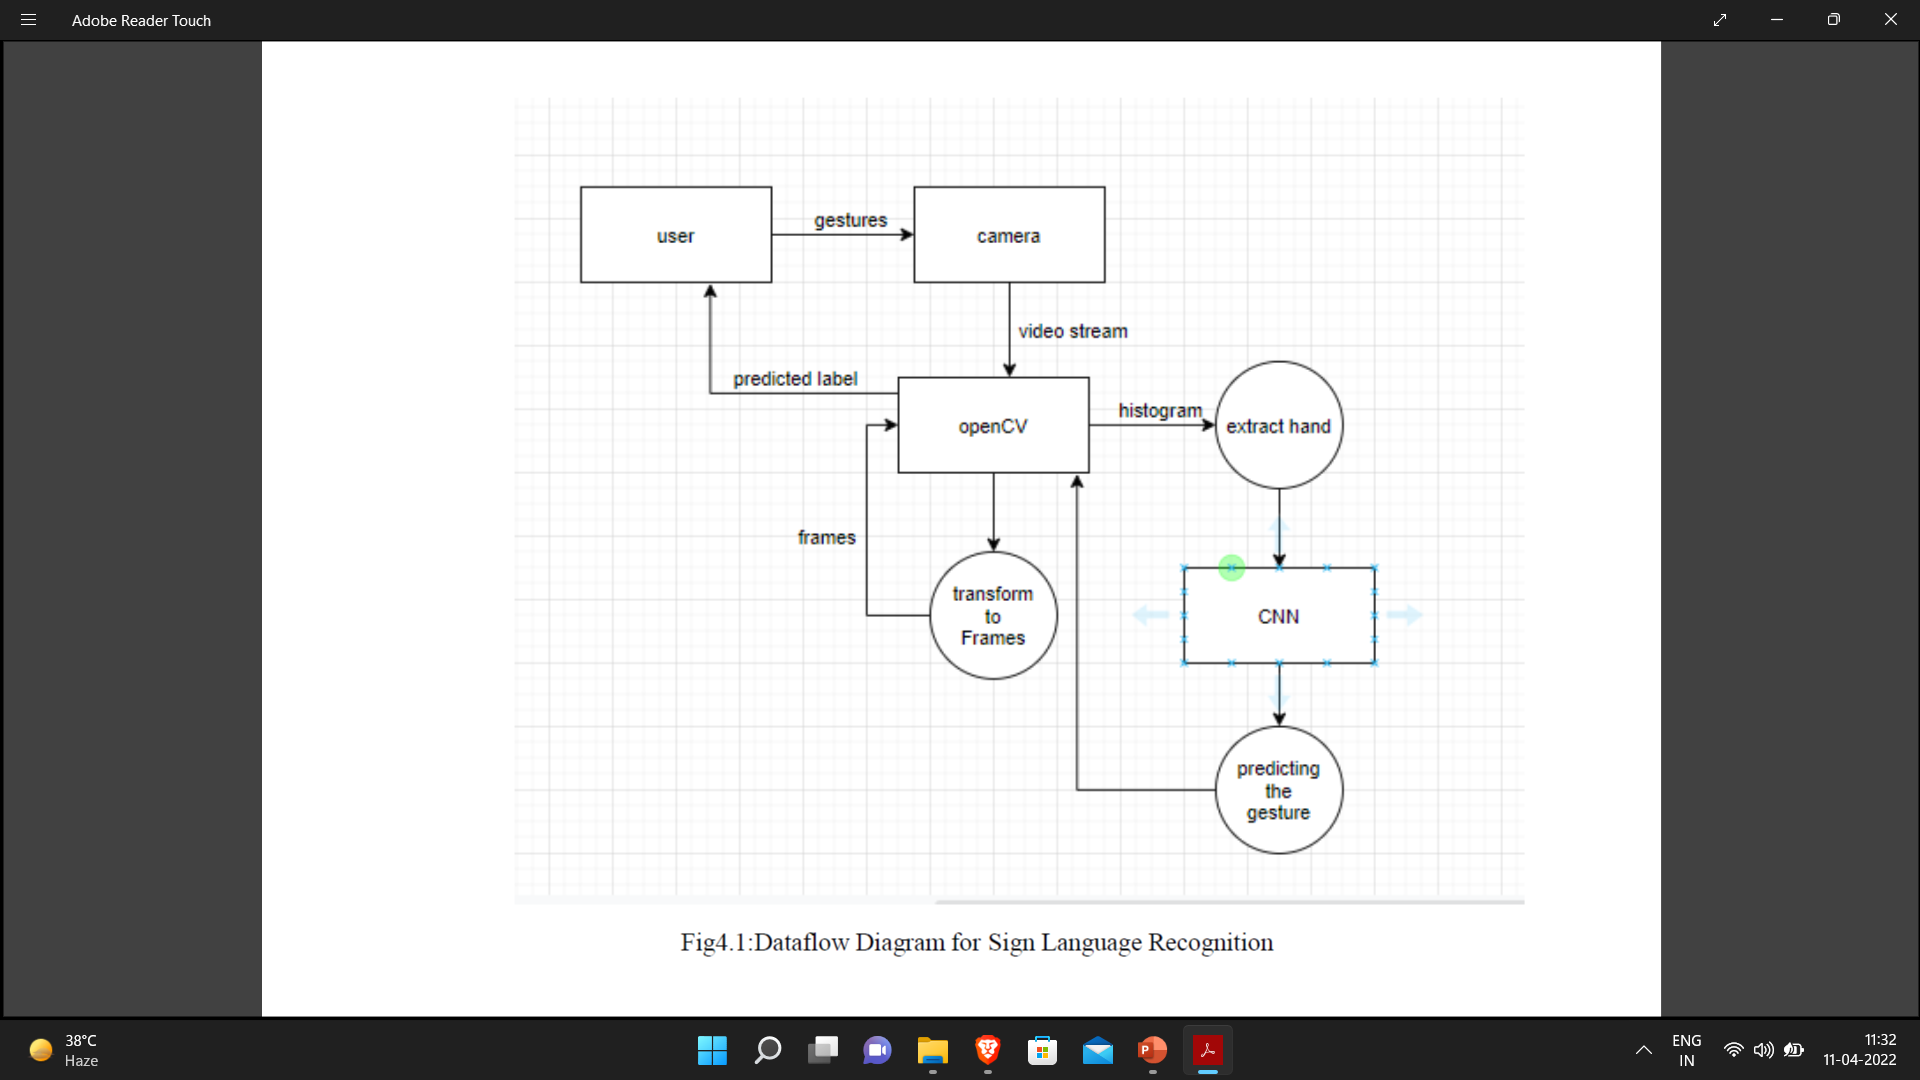 Adobe Reader Touch
user
gestures
camera
video stream
predicted label
openCV
histogram
extract hand
frames
transform
to
Frames
CNN
predicting
the
gesture
Fig4.1:Dataflow Diagram for Sign Language Recognition
38°C
Haze
P
ENG
IN
11:32
11-04-2022